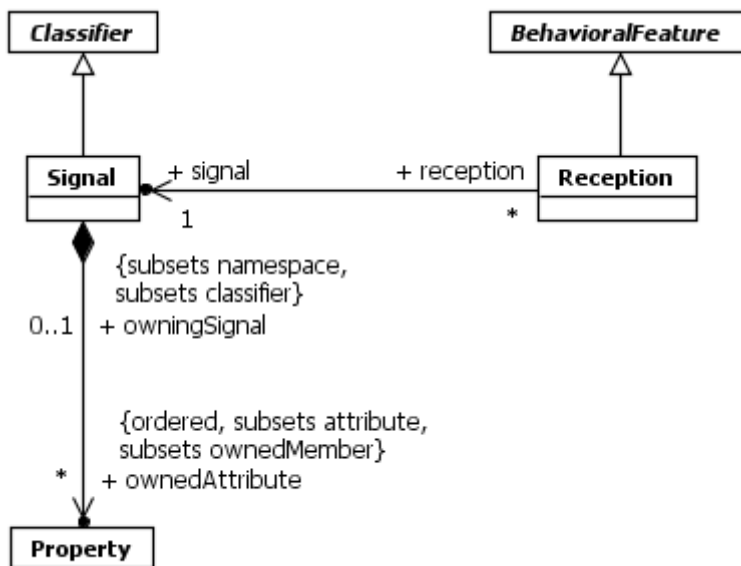 Classifier
BehavioralFeature
Signal
+ signal
+ reception
Reception
1
*
{subsets namespace,
subsets classifier}
0..1
+ owningSignal
{ordered, subsets attribute,
subsets ownedMember}
*
+ ownedAttribute
Property